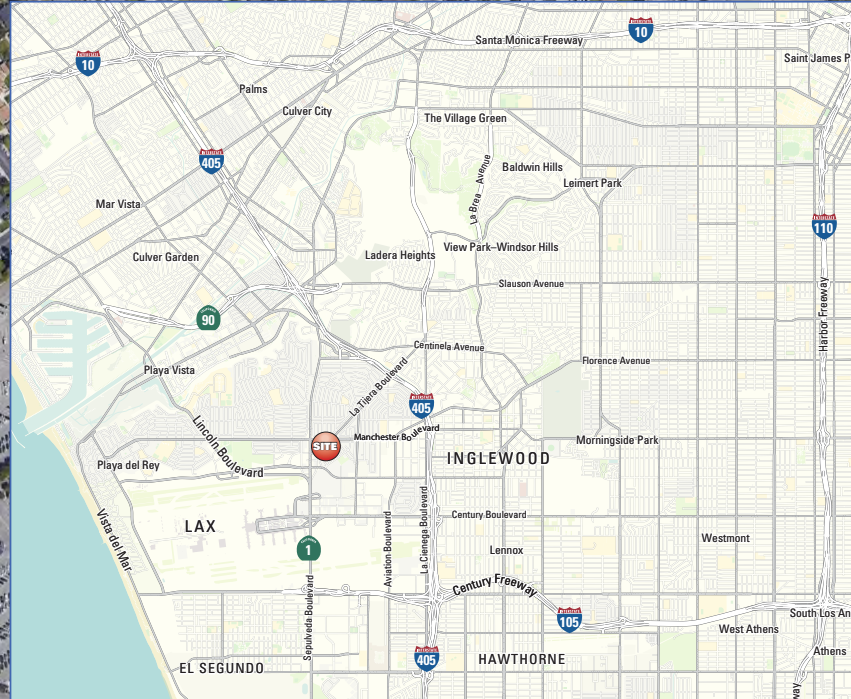 Santa Monica Freeway
10
10
Saint James P
Palms
Culver City
The Village Green
405
Baldwin Hills
La Brea Avenue
Leimert Park
Mar Vista
110
View Park–Windsor Hills
Culver Garden
Ladera Heights
Slauson Avenue
90
Harbor Freeway
Centinela Avenue
Florence Avenue
Playa Vista
La Tijera Boulevard
405
Lincoln Boulevard
SITE
Manchester Boulevard
Morningside Park
INGLEWOOD
Playa del Rey
LAX
Vista del Mar
Century Boulevard
La Cienega Boulevard
Aviation Boulevard
Westmont
1
Lennox
Century Freeway
Sepulveda Boulevard
105
South Los An
West Athens
Athens
405
HAWTHORNE
EL SEGUNDO
way